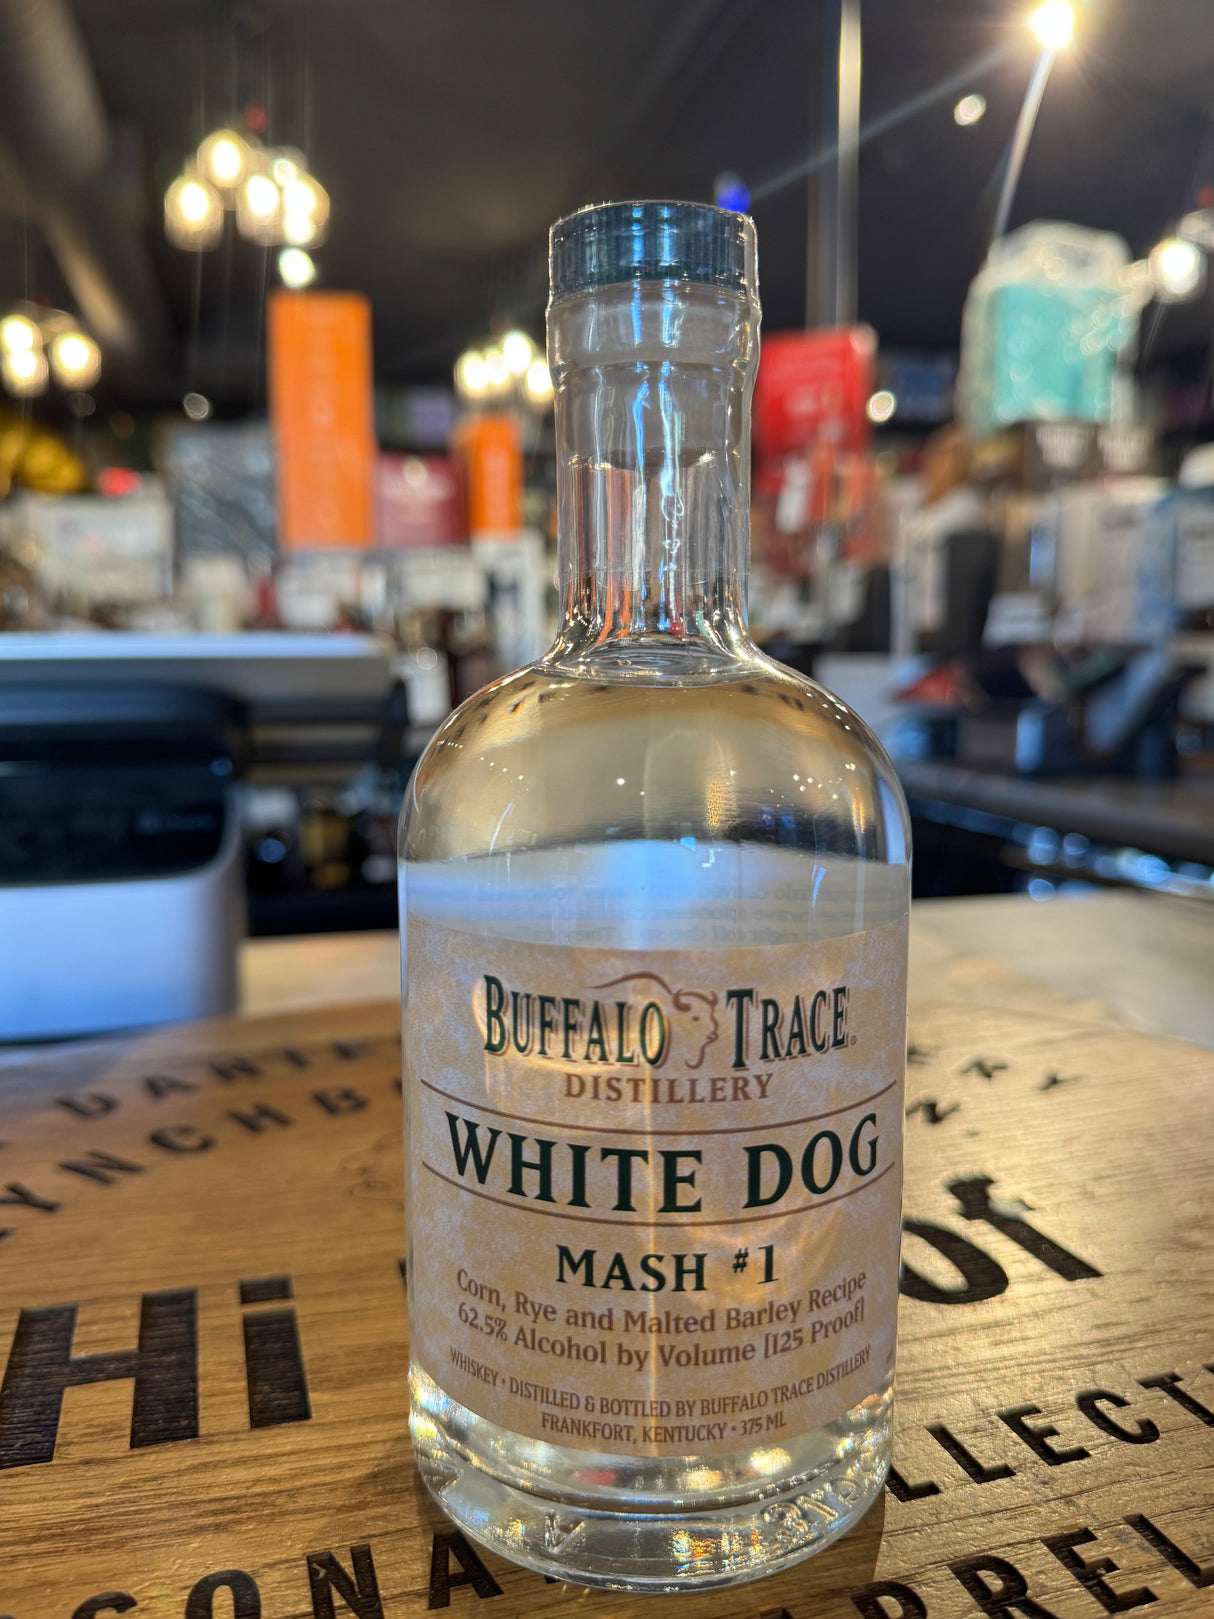 BUFFALO TRACE®
DISTILLERY
WHITE DOG
MASH #1
Corn, Rye and Malted Barley Recipe
62.5% Alcohol by Volume [125 Proof]
WHISKEY • DISTILLED & BOTTLED BY BUFFALO TRACE DISTILLERY
FRANKFORT, KENTUCKY • 375 ML
Hi